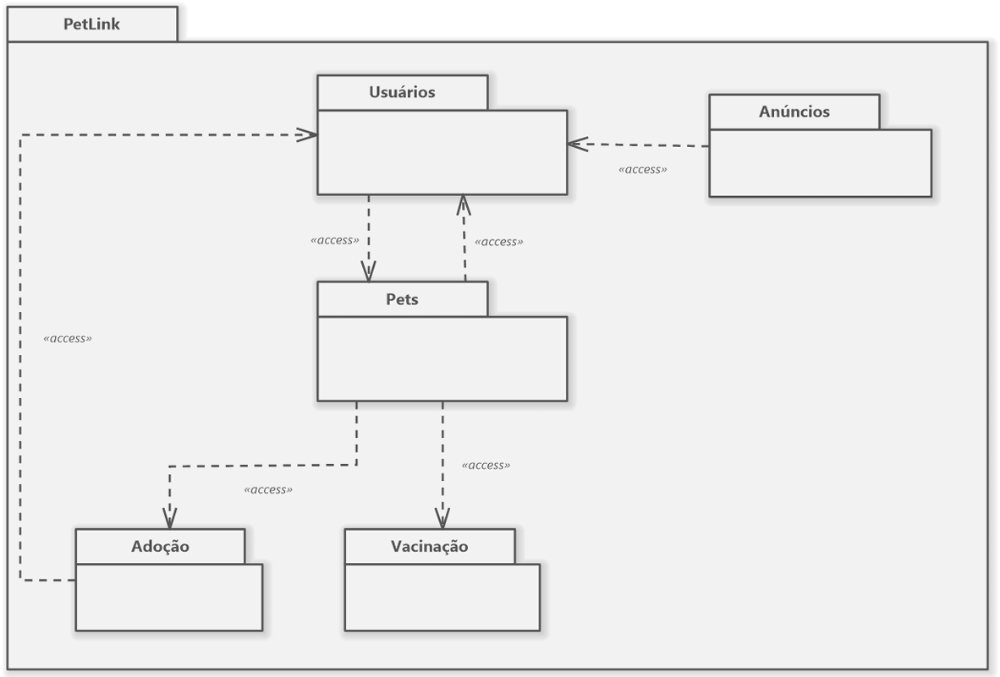 PetLink
Usuários
Anúncios
«access»
«access»
«access»
Pets
«access»
«access»
«access»
Adoção
Vacinação